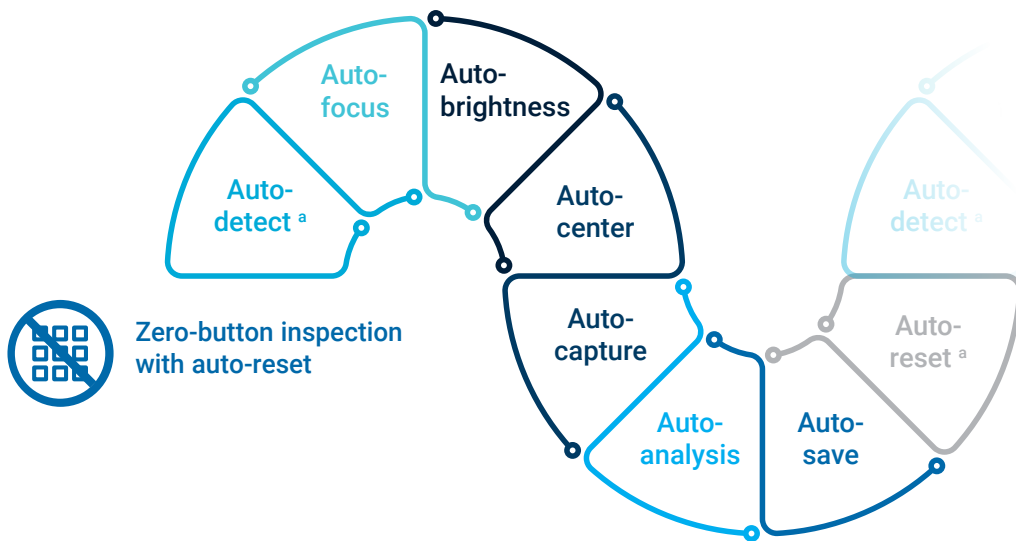 Auto-
detect ᵃ
Auto-
focus
Auto-
brightness
Auto-
center
Auto-
capture
Auto-
analysis
Auto-
save
Auto-
reset ᵃ
Auto-
detect ᵃ
Zero-button inspection
with auto-reset